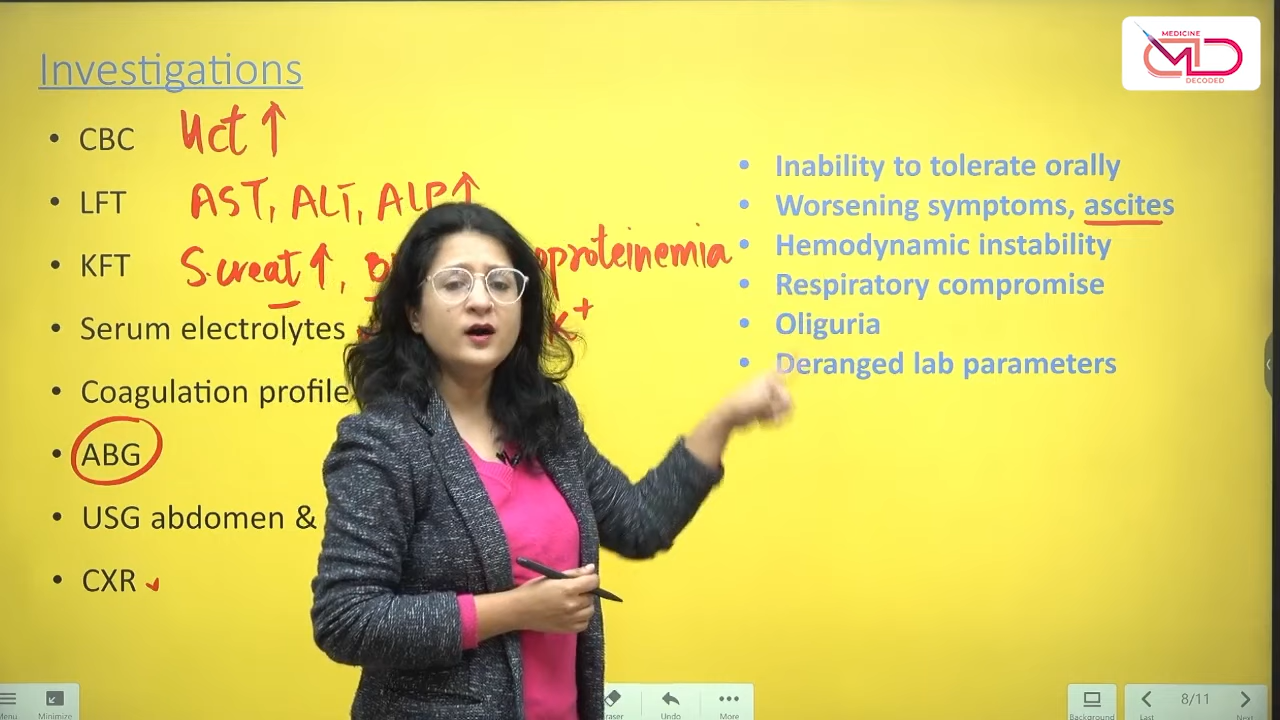 MEDICINE
DECODED
Investigations
• CBC Hct ↑
• LFT AST, ALT, ALP ↑
• KFT S. creat ↑,
• Serum electrolytes K+
• Coagulation profile
• ABG
• USG abdomen &
• CXR
• Inability to tolerate orally
• Worsening symptoms, ascites
• Hemodynamic instability
• Respiratory compromise
• Oliguria
• Deranged lab parameters
Minimize
Undo
More
Background
8/11
Last
Next